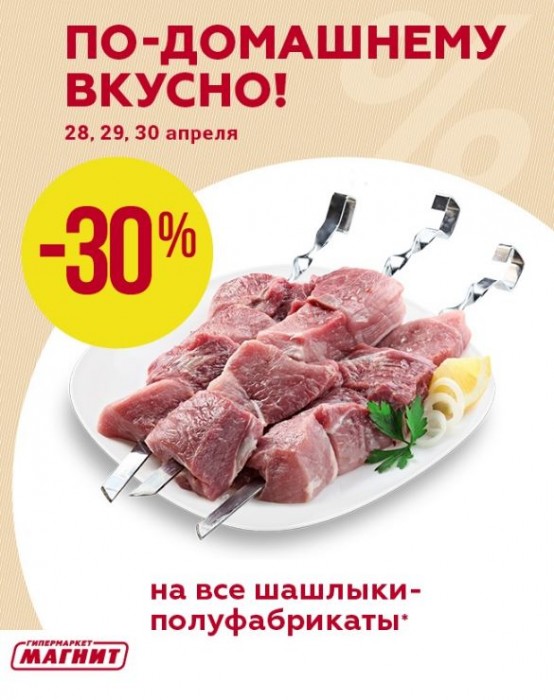 ПО-ДОМАШНЕМУ
ВКУСНО!
28, 29, 30 апреля
-30%
на все шашлыки-
полуфабрикаты*
ГИПЕРМАРКЕТ
МАГНИТ